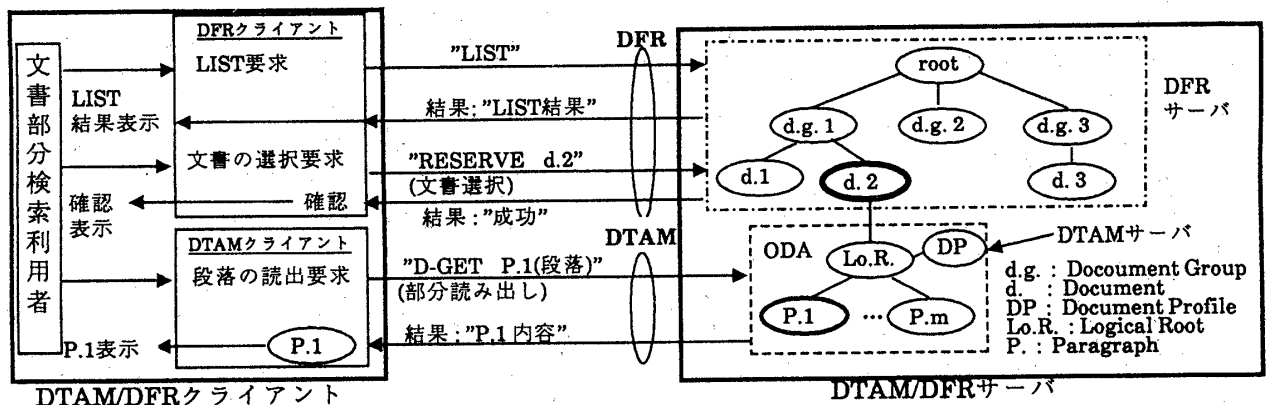 文書部分検索利用者
DFRクライアント
LIST要求
LIST
結果表示
文書の選択要求
確認
確認
表示
DTAMクライアント
段落の読出要求
P.1
P.1表示
DTAM/DFRクライアント
"LIST"
結果:"LIST結果"
"RESERVE d.2"
(文書選択)
結果:"成功"
DFR
DTAM
"D-GET P.1(段落)"
(部分読み出し)
結果:"P.1内容"
root
d.g. 1
d.g. 2
d.g. 3
d.1
d. 2
d. 3
DFR
サーバ
ODA
Lo.R.
DP
P.1
…
P.m
DTAMサーバ
d.g. : Docoument Group
d. : Document
DP : Document Profile
Lo.R. : Logical Root
P. : Paragraph
DTAM/DFRサーバ